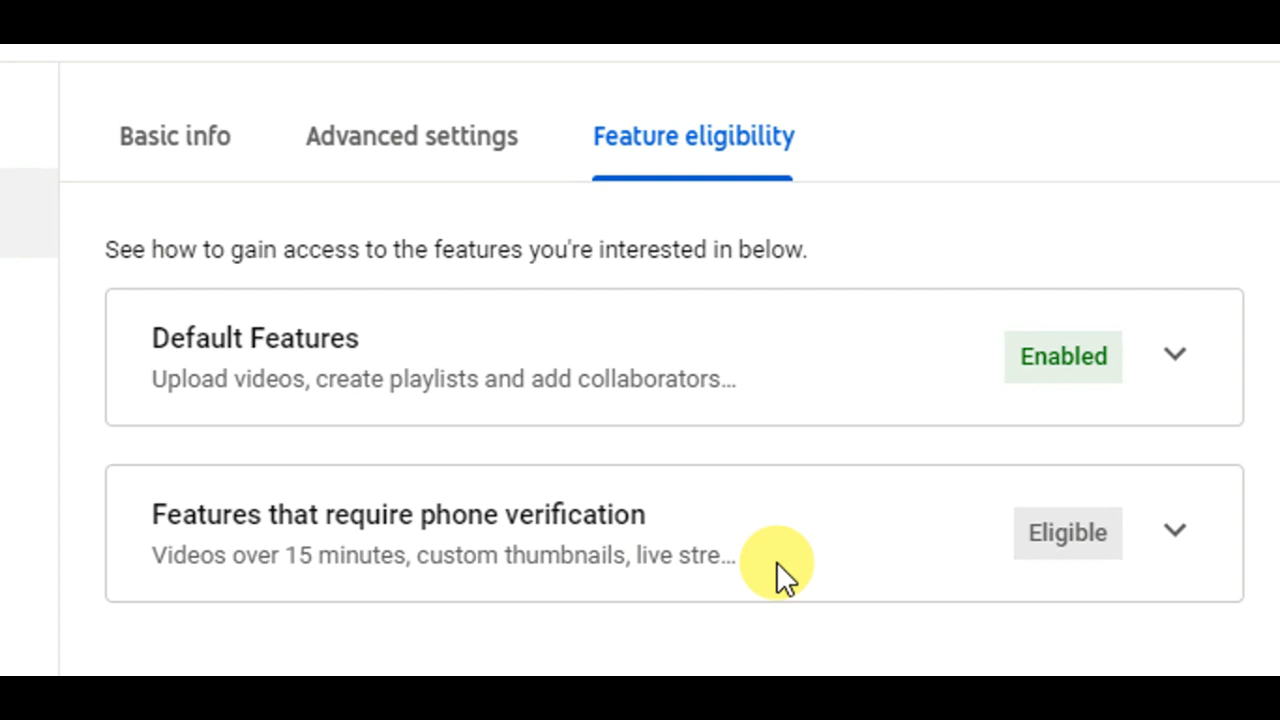 Basic info
Advanced settings
Feature eligibility
See how to gain access to the features you're interested in below.
Default Features
Upload videos, create playlists and add collaborators...
Enabled
Features that require phone verification
Videos over 15 minutes, custom thumbnails, live stre...
Eligible